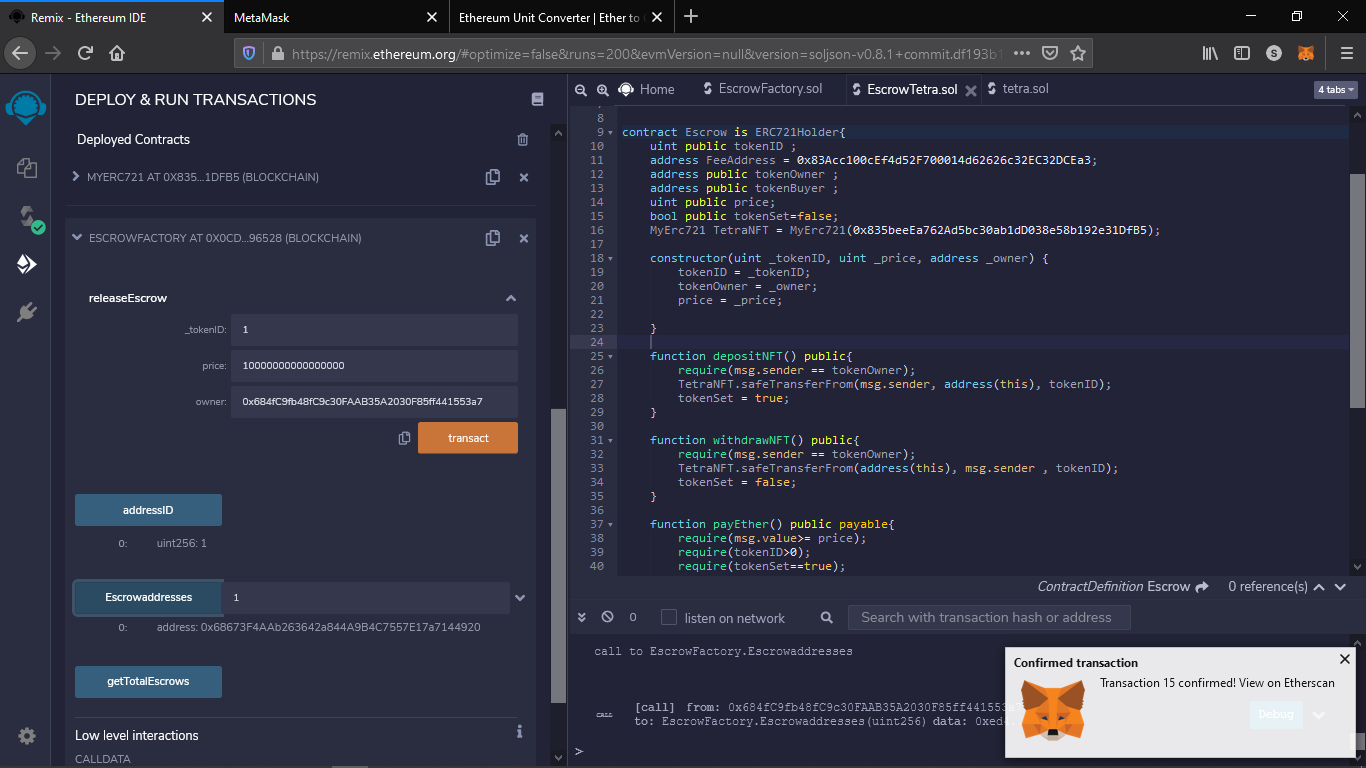 Remix - Ethereum IDE
MetaMask
Ethereum Unit Converter | Ether to
https://remix.ethereum.org/#optimize=false&runs=200&evmVersion=null&version=soljson-v0.8.1+commit.df193b1
S
DEPLOY & RUN TRANSACTIONS
Deployed Contracts
MYERC721 AT 0X835...1DFB5 (BLOCKCHAIN)
ESCROWFACTORY AT 0X0CD...96528 (BLOCKCHAIN)
releaseEscrow
_tokenID: 1
price: 10000000000000000
owner: 0x684fC9fb48fC9c30FAAB35A2030F85ff441553a7
transact
addressID
0: uint256: 1
Escrowaddresses 1
0: address: 0x68673F4AAb263642a844A9B4C7557E17a7144920
getTotalEscrows
Low level interactions
CALLDATA
Home
EscrowFactory.sol
EscrowTetra.sol
tetra.sol
4 tabs
8
9 contract Escrow is ERC721Holder{
10 uint public tokenID ;
11 address FeeAddress = 0x83Acc100cEf4d52F700014d62626c32EC32DCEa3;
12 address public tokenOwner ;
13 address public tokenBuyer ;
14 uint public price;
15 bool public tokenSet=false;
16 MyErc721 TetraNFT = MyErc721(0x835beeEa762Ad5bc30ab1dD038e58b192e31DfB5);
17
18 constructor(uint _tokenID, uint _price, address _owner) {
19 tokenID = _tokenID;
20 tokenOwner = _owner;
21 price = _price;
22
23 }
24
25 function depositNFT() public{
26 require(msg.sender == tokenOwner);
27 TetraNFT.safeTransferFrom(msg.sender, address(this), tokenID);
28 tokenSet = true;
29 }
30
31 function withdrawNFT() public{
32 require(msg.sender == tokenOwner);
33 TetraNFT.safeTransferFrom(address(this), msg.sender , tokenID);
34 tokenSet = false;
35 }
36
37 function payEther() public payable{
38 require(msg.value>= price);
39 require(tokenID>0);
40 require(tokenSet==true);
ContractDefinition Escrow 0 reference(s)
0 listen on network Search with transaction hash or address
call to EscrowFactory.Escrowaddresses
CALL [call] from: 0x684fC9fb48fC9c30FAAB35A2030F85ff441553a7
to: EscrowFactory.Escrowaddresses(uint256) data: 0xed4.
Debug
>
Confirmed transaction
Transaction 15 confirmed! View on Etherscan